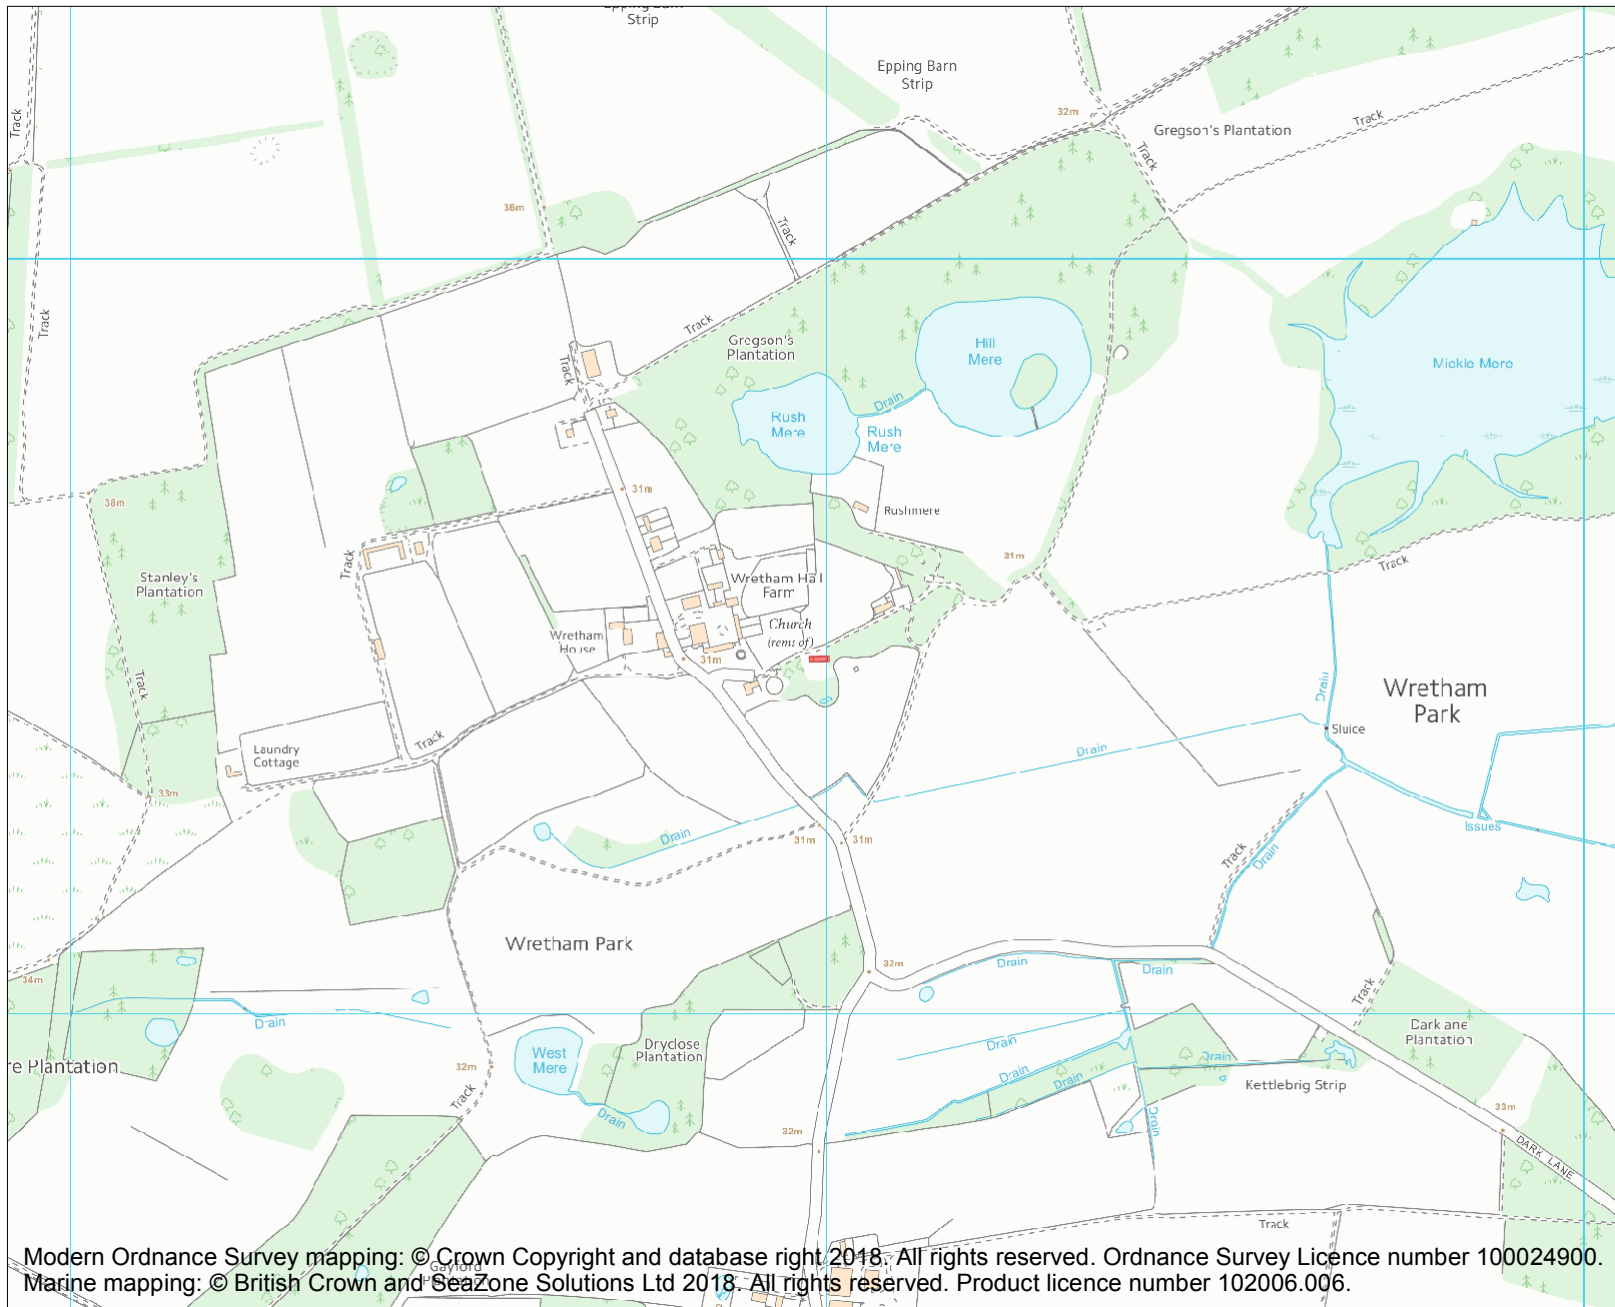 Strip
Epping Barn
Strip
32m
Gregson's Plantation
Track
Track
Track
36m
Track
Track
Track
Gregson's
Plantation
Hill
Mere
Mickle Mere
Track
Rush
Mere
Drain
Rush
Mere
38m
31m
Rushmere
31m
Track
Track
Stanley's
Plantation
Wretham Hall
Farm
Church
(rems of)
Wretham
House
31m
Track
Drain
Wretham
Park
Sluice
Laundry
Cottage
Track
Drain
33m
Drain
31m
31m
Issues
Track
Drain
Wretham Park
34m
32m
Drain
Drain
Track
Drain
Dryclose
Plantation
West
Mere
Drain
Dark Lane
Plantation
re Plantation
32m
Track
Drain
Drain
Drain
Kettlebrig Strip
Drain
32m
Drain
33m
DARK LANE
Track
Gayford
Plantation
Modern Ordnance Survey mapping: © Crown Copyright and database right 2018. All rights reserved. Ordnance Survey Licence number 100024900.
Marine mapping: © British Crown and SeaZone Solutions Ltd 2018. All rights reserved. Product licence number 102006.006.